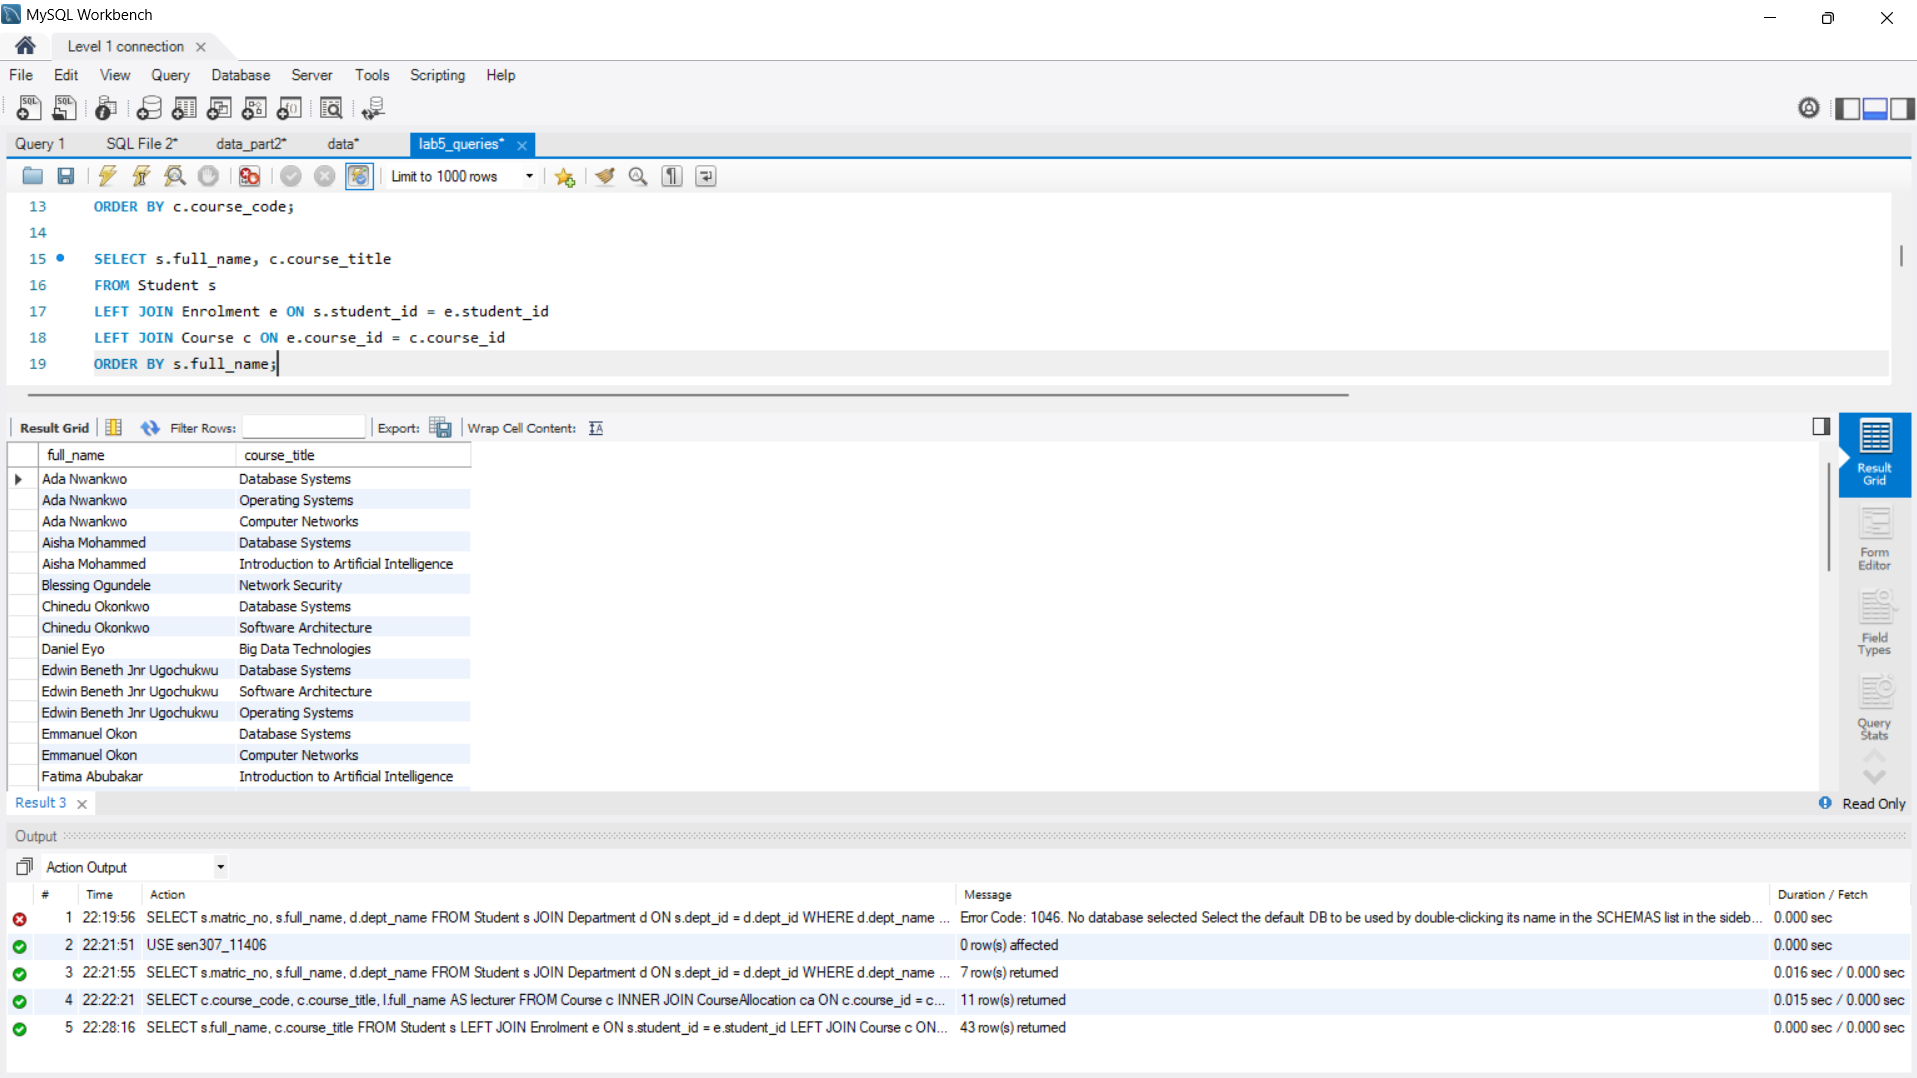 MySQL Workbench
Level 1 connection
File Edit View Query Database Server Tools Scripting Help
Query 1 SQL File 2* data_part2* data* lab5_queries*
Limit to 1000 rows
13 ORDER BY c.course_code;
14
15 SELECT s.full_name, c.course_title
16 FROM Student s
17 LEFT JOIN Enrolment e ON s.student_id = e.student_id
18 LEFT JOIN Course c ON e.course_id = c.course_id
19 ORDER BY s.full_name;
Result Grid Filter Rows: Export: Wrap Cell Content:
full_name course_title
Ada Nwankwo Database Systems
Ada Nwankwo Operating Systems
Ada Nwankwo Computer Networks
Aisha Mohammed Database Systems
Aisha Mohammed Introduction to Artificial Intelligence
Blessing Ogundele Network Security
Chinedu Okonkwo Database Systems
Chinedu Okonkwo Software Architecture
Daniel Eyo Big Data Technologies
Edwin Beneth Jnr Ugochukwu Database Systems
Edwin Beneth Jnr Ugochukwu Software Architecture
Edwin Beneth Jnr Ugochukwu Operating Systems
Emmanuel Okon Database Systems
Emmanuel Okon Computer Networks
Fatima Abubakar Introduction to Artificial Intelligence
Result
Grid
Form
Editor
Field
Types
Query
Stats
Result 3 Read Only
Output
Action Output
# Time Action Message Duration / Fetch
1 22:19:56 SELECT s.matric_no, s.full_name, d.dept_name FROM Student s JOIN Department d ON s.dept_id = d.dept_id WHERE d.dept_name ... Error Code: 1046. No database selected Select the default DB to be used by double-clicking its name in the SCHEMAS list in the sideb... 0.000 sec
2 22:21:51 USE sen307_11406 0 row(s) affected 0.000 sec
3 22:21:55 SELECT s.matric_no, s.full_name, d.dept_name FROM Student s JOIN Department d ON s.dept_id = d.dept_id WHERE d.dept_name ... 7 row(s) returned 0.016 sec / 0.000 sec
4 22:22:21 SELECT c.course_code, c.course_title, l.full_name AS lecturer FROM Course c INNER JOIN CourseAllocation ca ON c.course_id = c... 11 row(s) returned 0.015 sec / 0.000 sec
5 22:28:16 SELECT s.full_name, c.course_title FROM Student s LEFT JOIN Enrolment e ON s.student_id = e.student_id LEFT JOIN Course c ON... 43 row(s) returned 0.000 sec / 0.000 sec